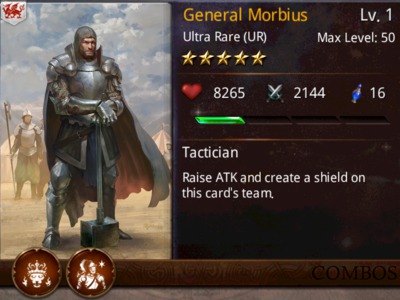 General Morbius Lv. 1
Ultra Rare (UR) Max Level: 50
8265 2144 16
Tactician
Raise ATK and create a shield on
this card's team.
COMBOS